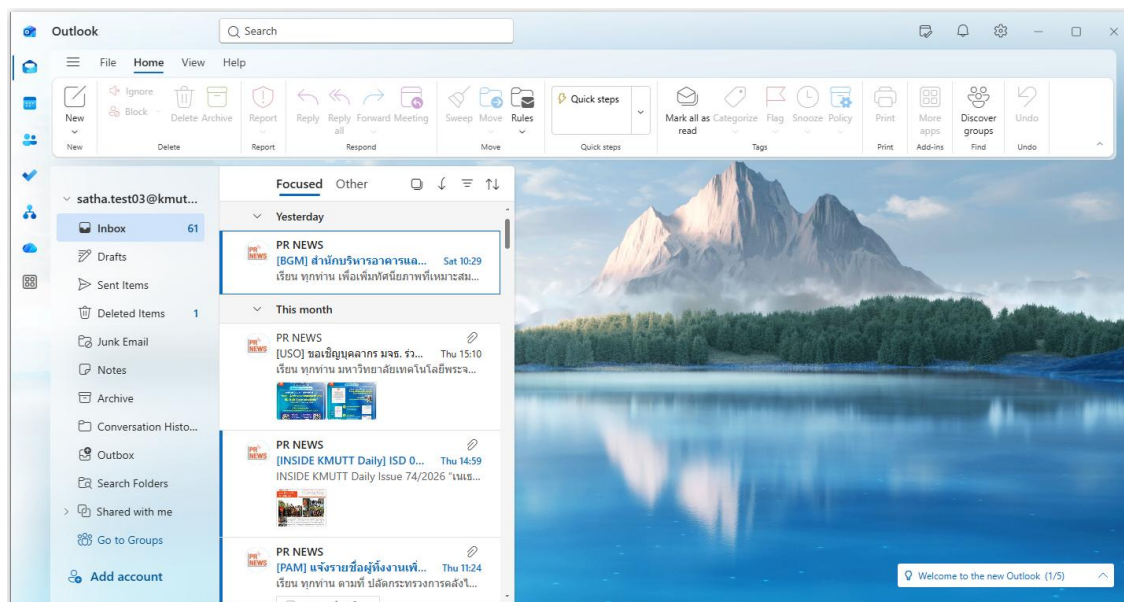 Outlook
Search
File Home View Help
New
Ignore
Block
Delete Archive
Report
Reply Reply all Forward Meeting
Sweep Move Rules
Quick steps
Mark all as read Categorize Flag Snooze Policy
Print
More apps
Discover groups
Undo
New Delete Report Respond Move Quick steps Tags Print Add-ins Find Undo
satha.test03@kmut...
Inbox 61
Drafts
Sent Items
Deleted Items 1
Junk Email
Notes
Archive
Conversation Histo...
Outbox
Search Folders
Shared with me
Go to Groups
Add account
Focused Other
Yesterday
PR NEWS
PR NEWS
[BGM] สำนักบริหารอาคารแล... Sat 10:29
เรียน ทุกท่าน เพื่อเพิ่มทัศนียภาพที่เหมาะสม...
This month
PR NEWS
PR NEWS
[USO] ขอเชิญบุคลากร มจธ. ร่ว... Thu 15:10
เรียน ทุกท่าน มหาวิทยาลัยเทคโนโลยีพระจ...
PR NEWS
PR NEWS
[INSIDE KMUTT Daily] ISD 0... Thu 14:59
INSIDE KMUTT Daily Issue 74/2026 "เนเธ...
PR NEWS
PR NEWS
[PAM] แจ้งรายชื่อผู้ทิ้งงานเพิ่... Thu 11:24
เรียน ทุกท่าน ตามที่ ปลัดกระทรวงการคลังใ...
Welcome to the new Outlook (1/5)